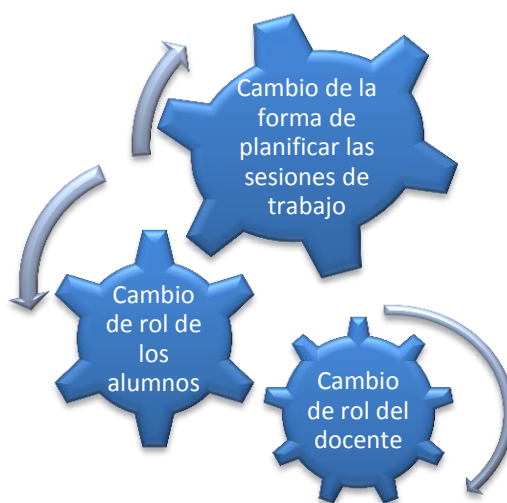 Cambio de la
forma de
planificar las
sesiones de
trabajo
Cambio
de rol de
los
alumnos
Cambio
de rol del
docente